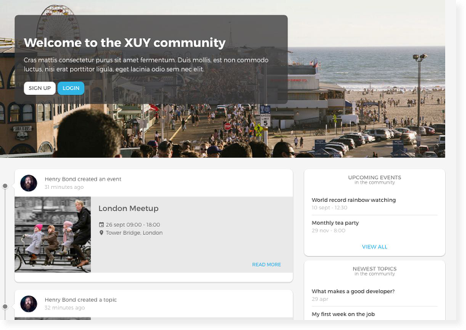 Welcome to the XUY community
Cras mattis consectetur purus sit amet fermentum. Duis mollis, est non commodo
luctus, nisi erat porttitor ligula, eget lacinia odio sem nec elit.
SIGN UP
LOGIN
Henry Bond created an event
31 minutes ago
London Meetup
26 sept 09:00 - 18:00
Tower Bridge, London
READ MORE
Henry Bond created a topic
32 minutes ago
UPCOMING EVENTS
in the community
World record rainbow watching
19 sept - 12:30
Monthly tea party
29 nov - 8:00
VIEW ALL
NEWEST TOPICS
in the community
What makes a good developer?
29 apr
My first week on the job